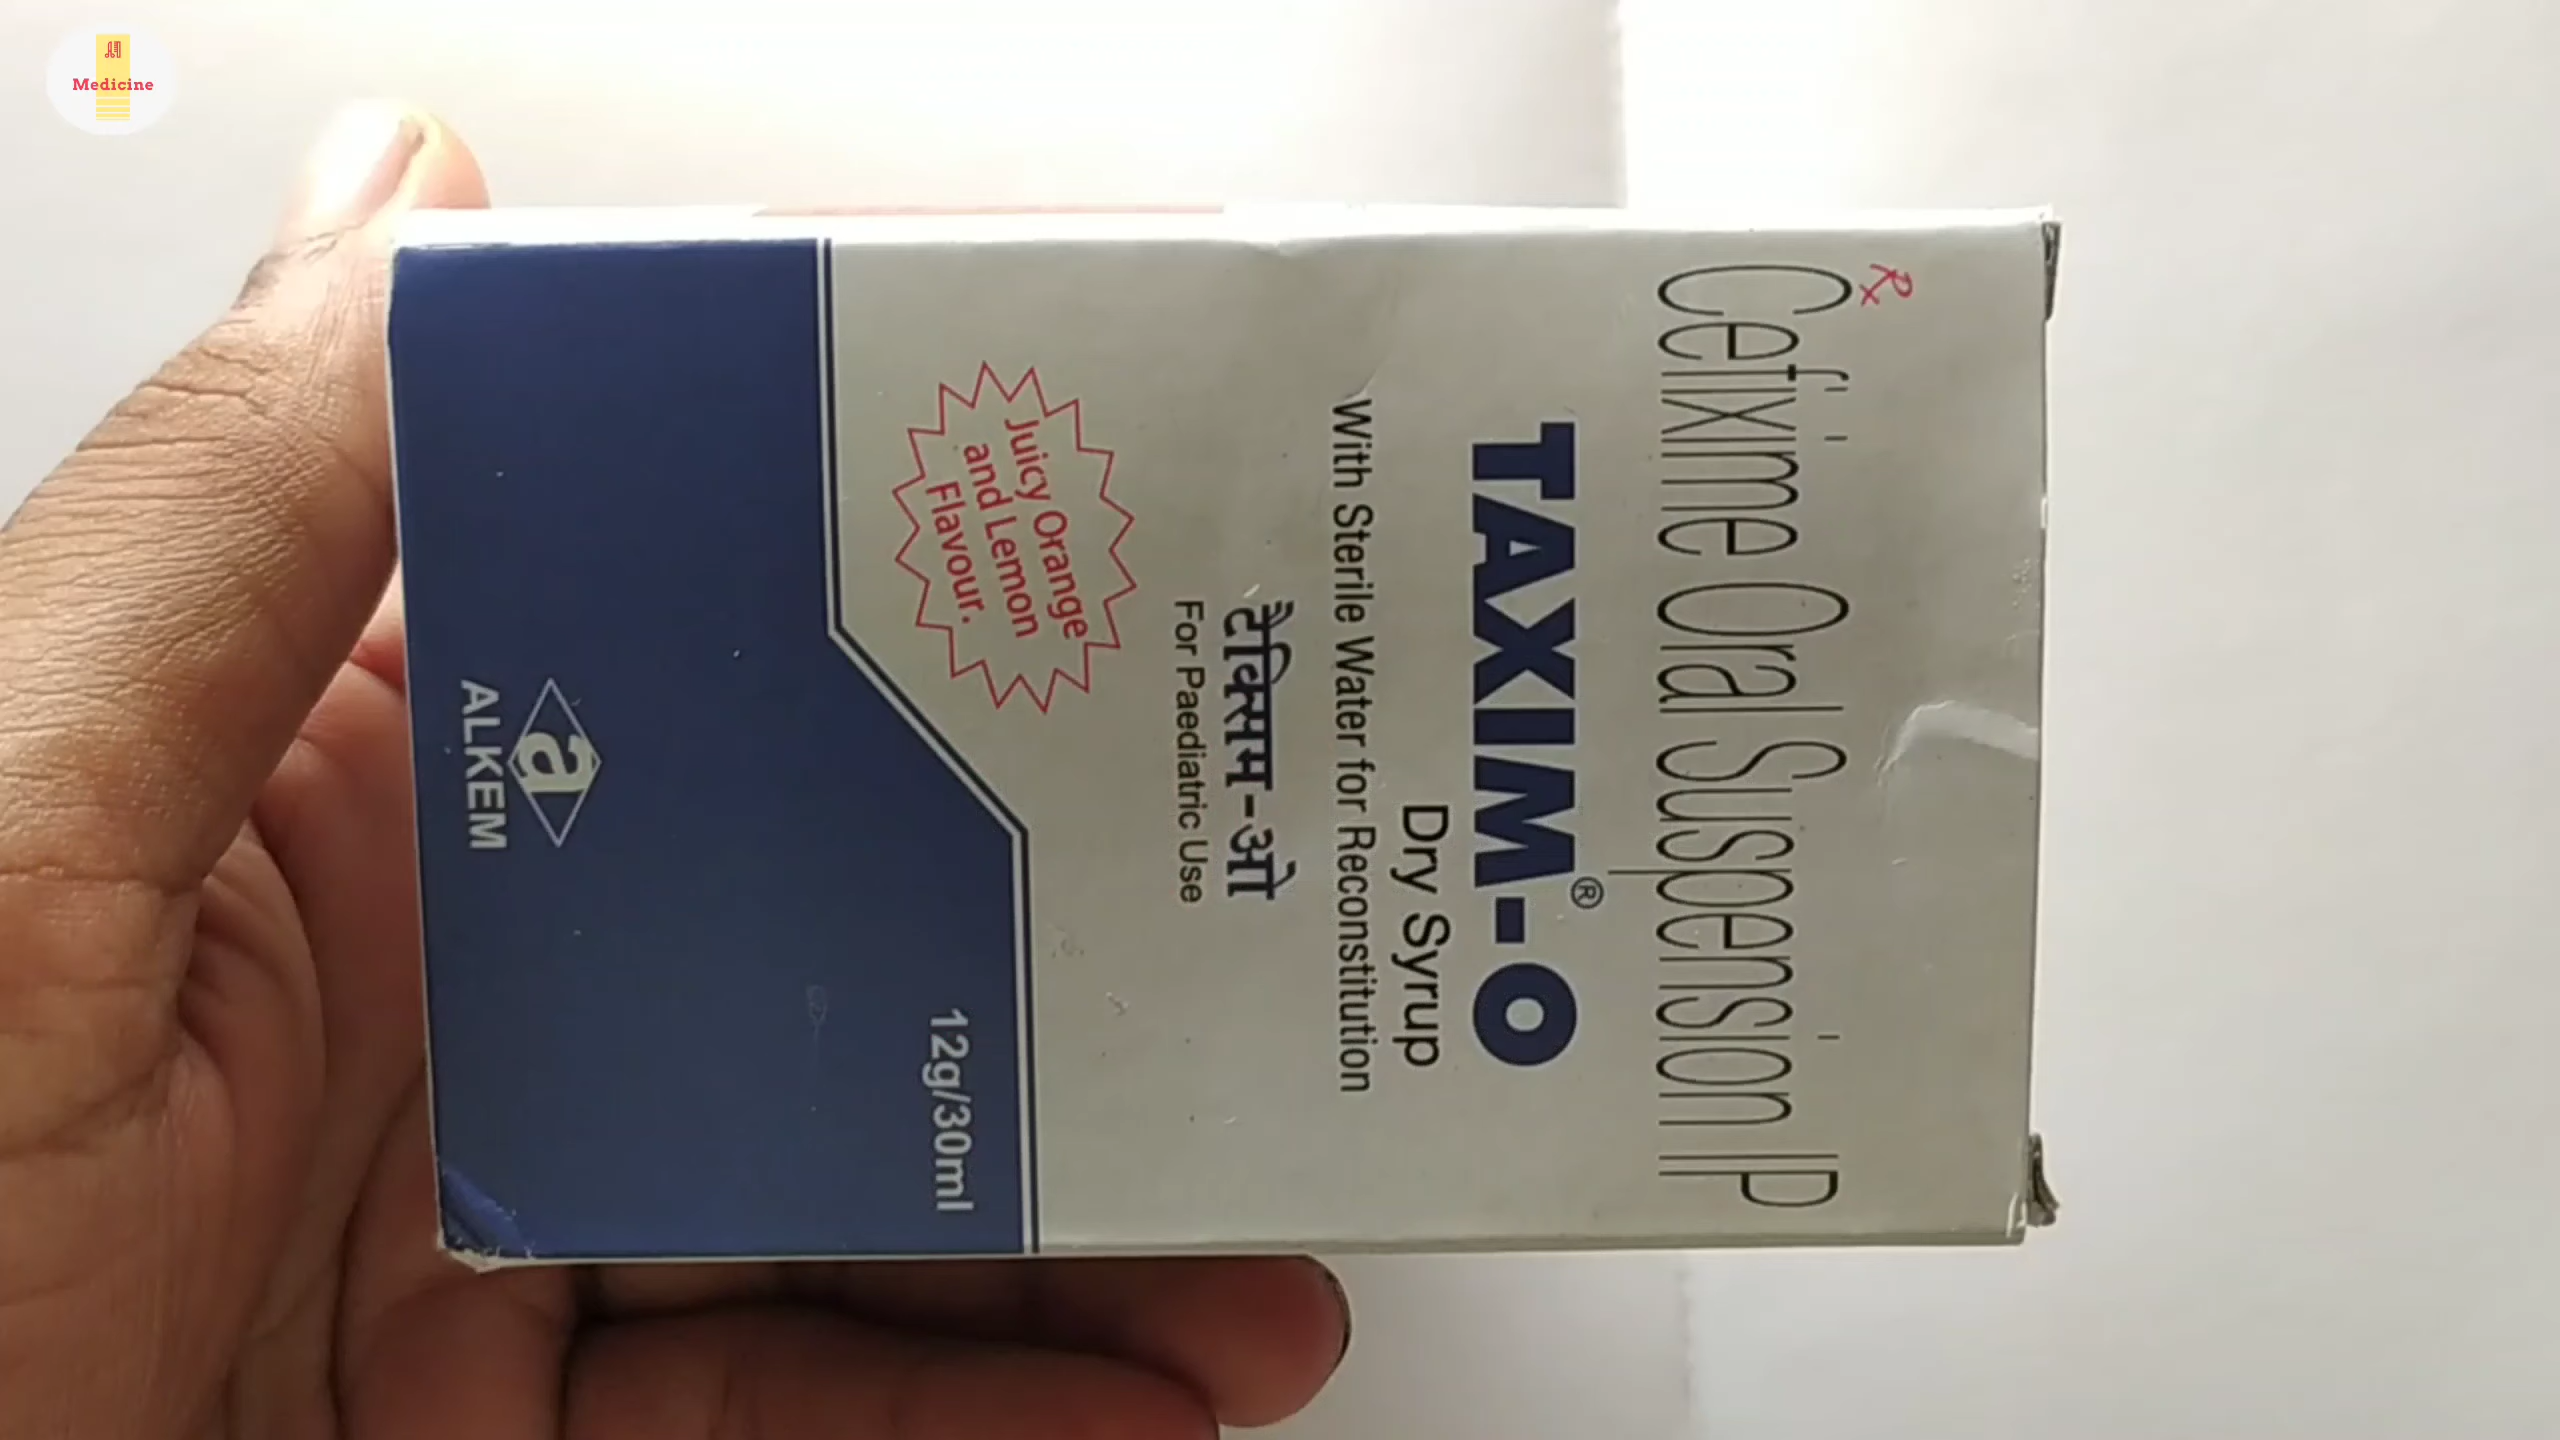 Medicine
Rx
Cefixime Oral Suspension IP
TAXIM-O®
Dry Syrup
With Sterile Water for Reconstitution
टैक्सिम-ओ
For Paediatric Use
Juicy Orange
and Lemon
Flavour.
12g/30ml
a
ALKEM